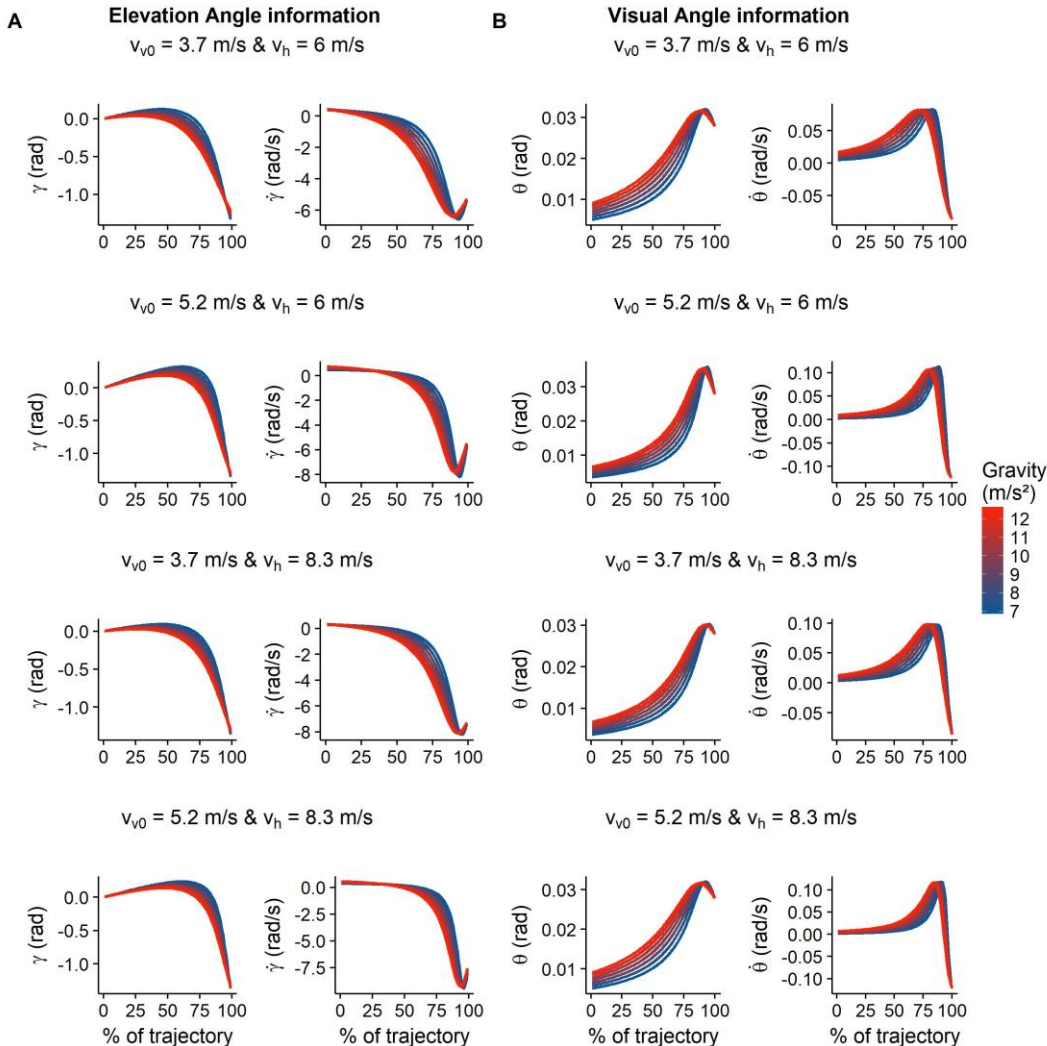 A Elevation Angle information B Visual Angle information
v_v0 = 3.7 m/s & v_h = 6 m/s v_v0 = 3.7 m/s & v_h = 6 m/s
γ (rad) 0.0 -0.5 -1.0
0 25 50 75 100
γ̇ (rad/s) 0 -2 -4 -6
0 25 50 75 100
θ (rad) 0.03 0.02 0.01
0 25 50 75 100
θ̇ (rad/s) 0.05 0.00 -0.05
0 25 50 75 100
v_v0 = 5.2 m/s & v_h = 6 m/s v_v0 = 5.2 m/s & v_h = 6 m/s
γ (rad) 0.0 -0.5 -1.0
0 25 50 75 100
γ̇ (rad/s) 0 -2 -4 -6 -8
0 25 50 75 100
θ (rad) 0.03 0.02 0.01
0 25 50 75 100
θ̇ (rad/s) 0.10 0.05 0.00 -0.05 -0.10
0 25 50 75 100
Gravity
(m/s²)
12
11
10
9
8
7
v_v0 = 3.7 m/s & v_h = 8.3 m/s v_v0 = 3.7 m/s & v_h = 8.3 m/s
γ (rad) 0.0 -0.5 -1.0
0 25 50 75 100
γ̇ (rad/s) 0 -2 -4 -6 -8
0 25 50 75 100
θ (rad) 0.03 0.02 0.01
0 25 50 75 100
θ̇ (rad/s) 0.10 0.05 0.00 -0.05
0 25 50 75 100
v_v0 = 5.2 m/s & v_h = 8.3 m/s v_v0 = 5.2 m/s & v_h = 8.3 m/s
γ (rad) 0.0 -0.5 -1.0
0 25 50 75 100
γ̇ (rad/s) 0.0 -2.5 -5.0 -7.5
0 25 50 75 100
θ (rad) 0.03 0.02 0.01
0 25 50 75 100
θ̇ (rad/s) 0.10 0.05 0.00 -0.05 -0.10
0 25 50 75 100
% of trajectory % of trajectory % of trajectory % of trajectory